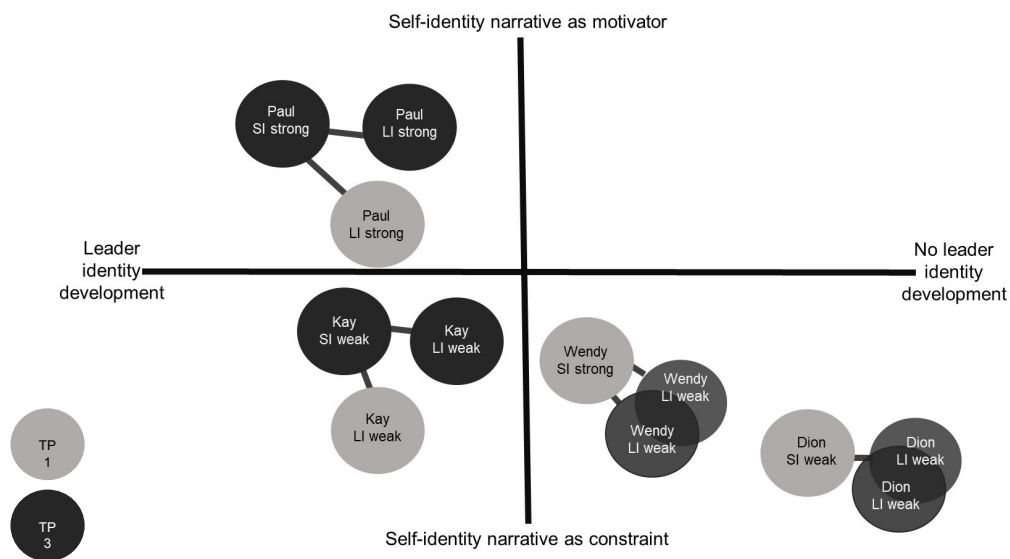 Self-identity narrative as motivator
Paul
SI strong
Paul
LI strong
Paul
LI strong
Leader
identity
development
No leader
identity
development
Kay
SI weak
Kay
LI weak
Kay
LI weak
Wendy
SI strong
Wendy
LI weak
Wendy
LI weak
Dion
SI weak
Dion
LI weak
Dion
LI weak
TP
1
TP
3
Self-identity narrative as constraint